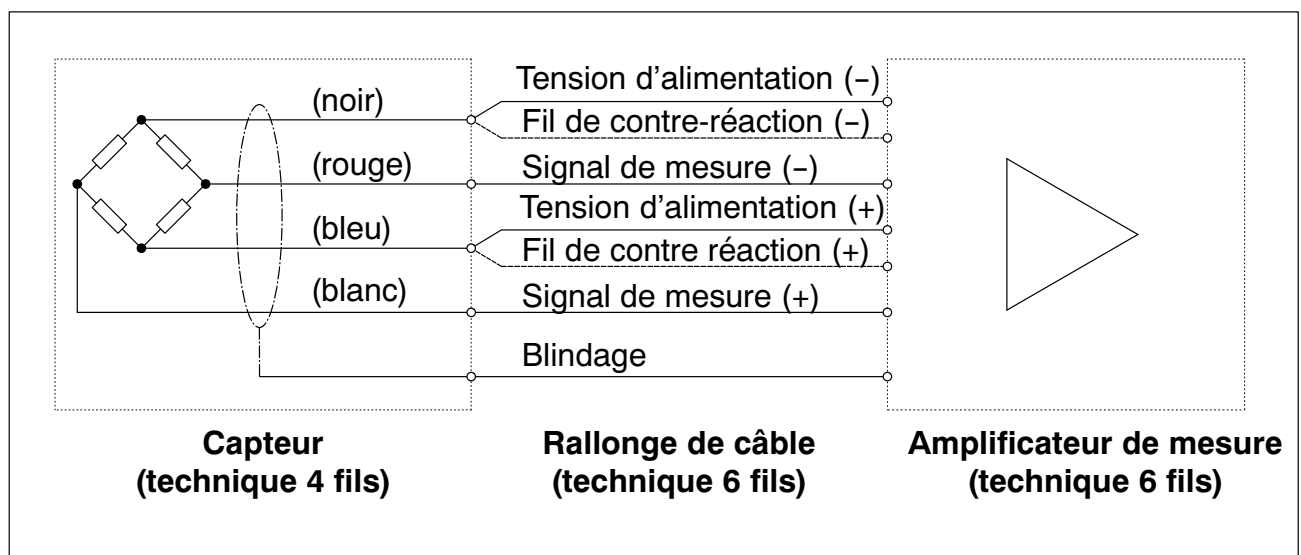 Tension d’alimentation (–)
(noir)
Fil de contre-réaction (–)
(rouge)
Signal de mesure (–)
Tension d’alimentation (+)
(bleu)
Fil de contre réaction (+)
(blanc)
Signal de mesure (+)
Blindage
Capteur
(technique 4 fils)
Rallonge de câble
(technique 6 fils)
Amplificateur de mesure
(technique 6 fils)